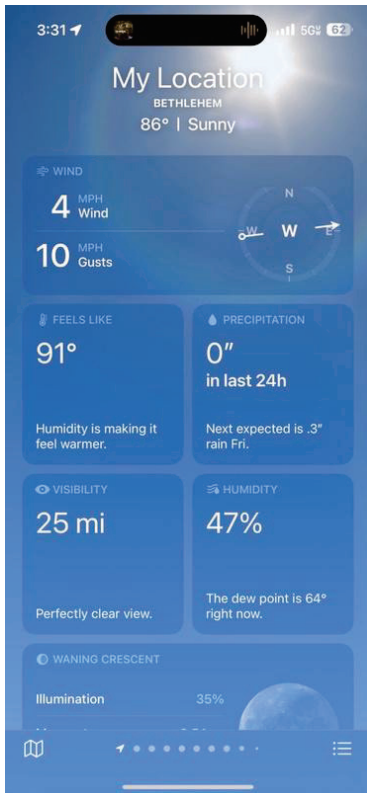 3:31
5G
62
My Location
BETHLEHEM
86° | Sunny
WIND
4 MPH Wind
10 MPH Gusts
N
W
W
E
S
FEELS LIKE
91°
Humidity is making it
feel warmer.
PRECIPITATION
0"
in last 24h
Next expected is .3"
rain Fri.
VISIBILITY
25 mi
Perfectly clear view.
HUMIDITY
47%
The dew point is 64°
right now.
WANING CRESCENT
Illumination 35%